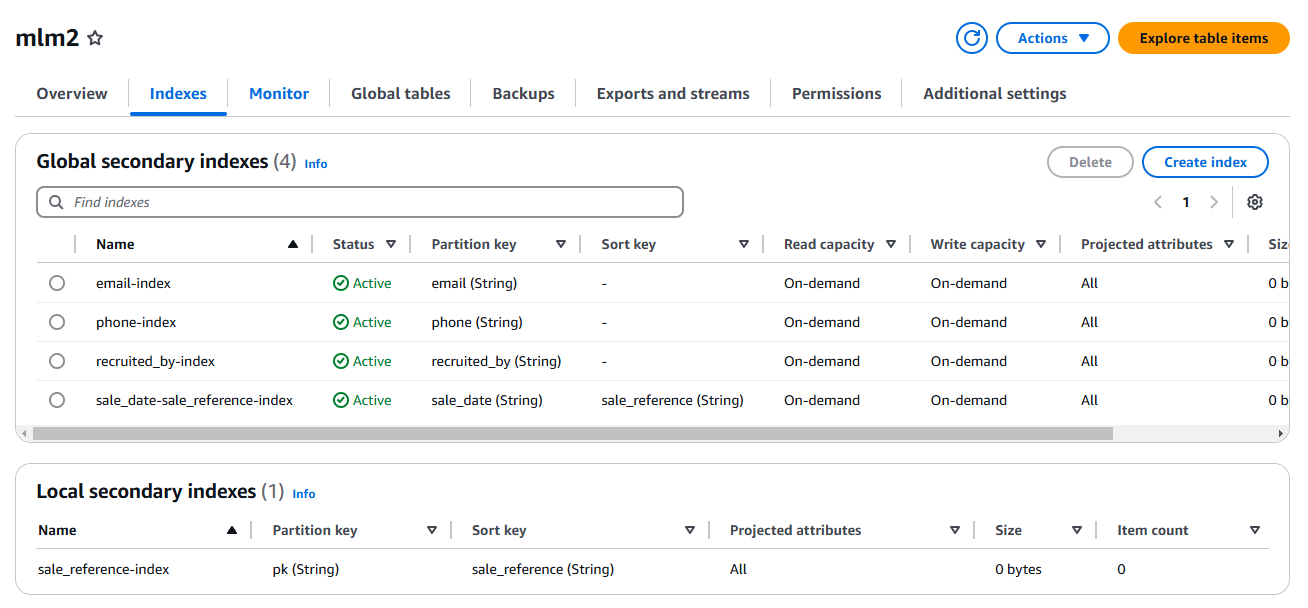 mlm2
Actions Explore table items
Overview Indexes Monitor Global tables Backups Exports and streams Permissions Additional settings
Global secondary indexes (4) Info
Delete Create index
Find indexes
1
Name Status Partition key Sort key Read capacity Write capacity Projected attributes Siz
email-index Active email (String) - On-demand On-demand All 0 b
phone-index Active phone (String) - On-demand On-demand All 0 b
recruited_by-index Active recruited_by (String) - On-demand On-demand All 0 b
sale_date-sale_reference-index Active sale_date (String) sale_reference (String) On-demand On-demand All 0 b
Local secondary indexes (1) Info
Name Partition key Sort key Projected attributes Size Item count
sale_reference-index pk (String) sale_reference (String) All 0 bytes 0